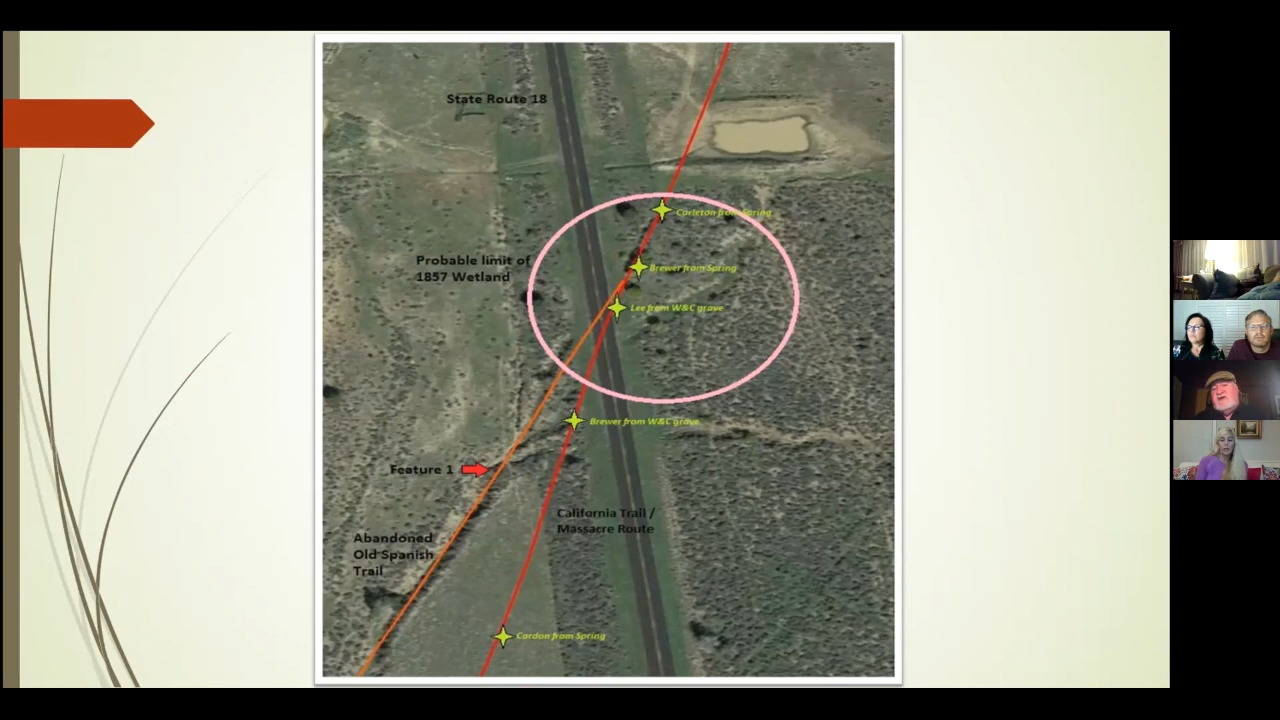 State Route 18
Carleton from Spring
Probable limit of
1857 Wetland
Brewer from Spring
Lee from W&C grave
Brewer from W&C grave
Feature 1
California Trail /
Massacre Route
Abandoned
Old Spanish
Trail
Cardon from Spring